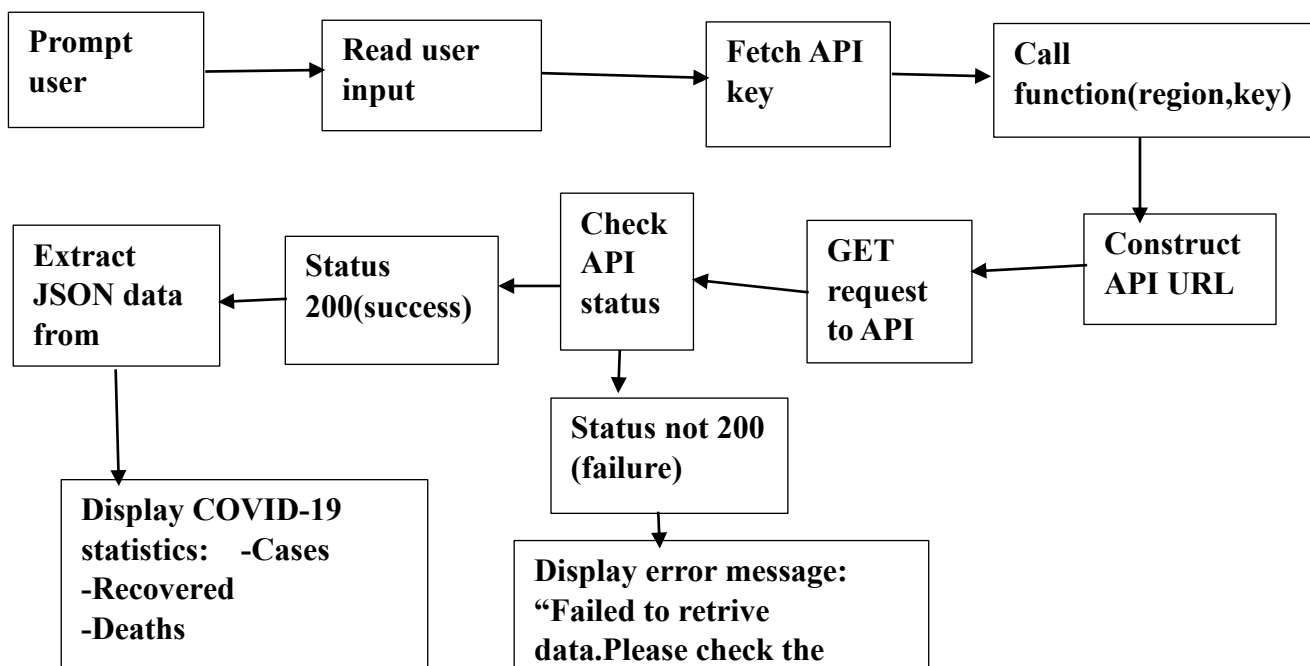 Prompt
user
Read user
input
Fetch API
key
Call
function(region,key)
Construct
API URL
GET
request
to API
Check
API
status
Status
200(success)
Extract
JSON data
from
Status not 200
(failure)
Display COVID-19
statistics:    -Cases
-Recovered
-Deaths
Display error message:
“Failed to retrive
data.Please check the